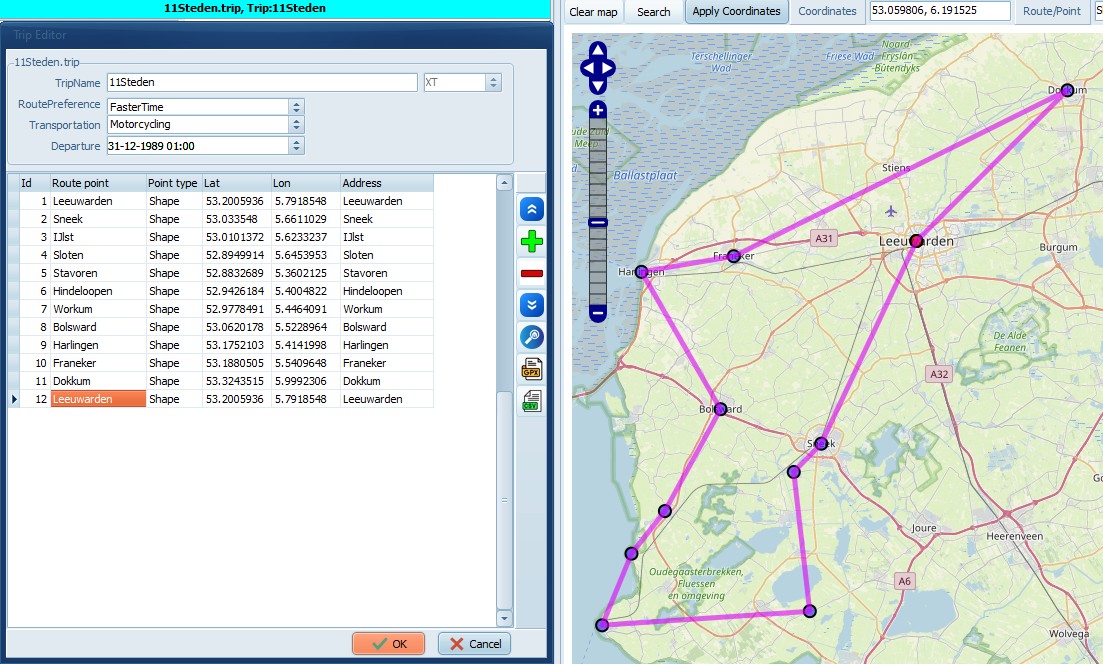 11Steden.trip, Trip:11Steden
Trip Editor
11Steden.trip
TripName 11Steden XT
RoutePreference FasterTime
Transportation Motorcycling
Departure 31-12-1989 01:00
Id Route point Point type Lat Lon Address
1 Leeuwarden Shape 53.2005936 5.7918548 Leeuwarden
2 Sneek Shape 53.033548 5.6611029 Sneek
3 IJlst Shape 53.0101372 5.6233237 IJlst
4 Sloten Shape 52.8949914 5.6453953 Sloten
5 Stavoren Shape 52.8832689 5.3602125 Stavoren
6 Hindeloopen Shape 52.9426184 5.4004822 Hindeloopen
7 Workum Shape 52.9778491 5.4464091 Workum
8 Bolsward Shape 53.0620178 5.5228964 Bolsward
9 Harlingen Shape 53.1752103 5.4141998 Harlingen
10 Franeker Shape 53.1880505 5.5409648 Franeker
11 Dokkum Shape 53.3243515 5.9992306 Dokkum
12 Leeuwarden Shape 53.2005936 5.7918548 Leeuwarden
GPX
CSV
OK Cancel
Clear map Search Apply Coordinates Coordinates 53.059806, 6.191525 Route/Point S
Terschellinger
Wad
Friese Wad
Noord-
Fryslân
Bûtendyks
Dokkum
Meep
Ballastplaat
Stiens
A31
Leeuwarden
Burgum
Franeker
Harlingen
De Alde
Feanen
A32
Bolsward
Sneek
Joure
Heerenveen
Oudegaasterbrekken,
Fluessen
en omgeving
A6
Wolvega